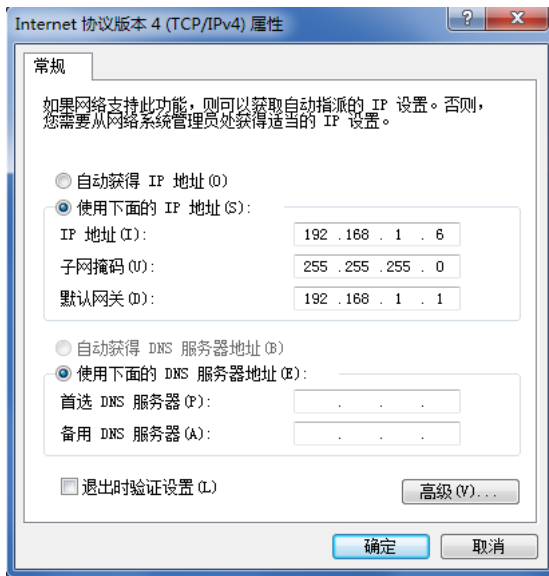 Internet 协议版本 4 (TCP/IPv4) 属性
常规
如果网络支持此功能，则可以获取自动指派的 IP 设置。否则，
您需要从网络系统管理员处获得适当的 IP 设置。
自动获得 IP 地址(O)
使用下面的 IP 地址(S):
IP 地址(I): 192 .168 . 1 . 6
子网掩码(U): 255 .255 .255 . 0
默认网关(D): 192 .168 . 1 . 1
自动获得 DNS 服务器地址(B)
使用下面的 DNS 服务器地址(E):
首选 DNS 服务器(P): . . .
备用 DNS 服务器(A): . . .
退出时验证设置(L)
高级(V)...
确定 取消